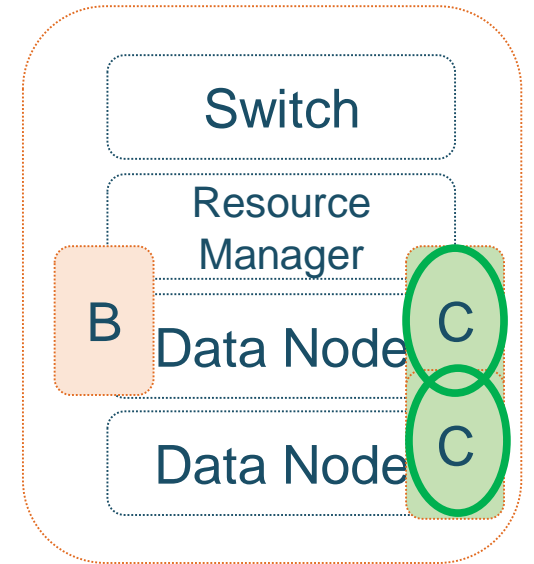 Switch
Resource
Manager
B
Data Node
C
Data Node
C